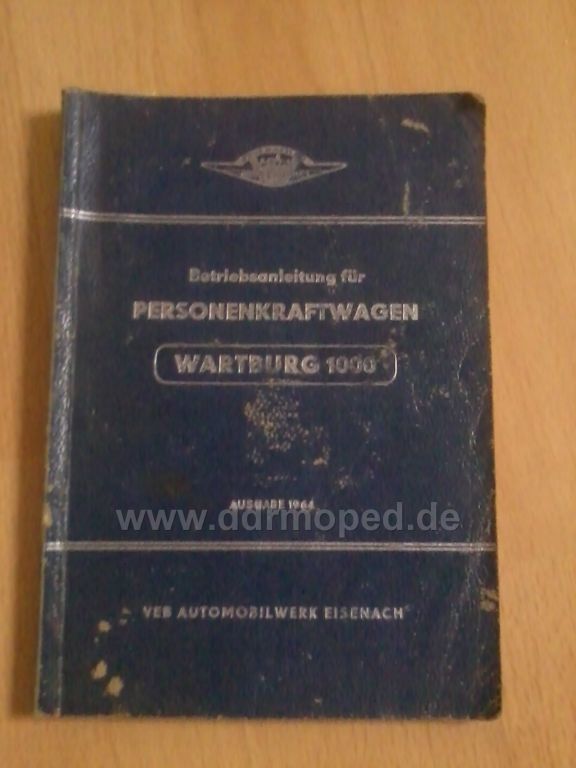 Betriebsanleitung für
PERSONENKRAFTWAGEN
WARTBURG 1000
AUSGABE 1964
www.ddrmoped.de
VEB AUTOMOBILWERK EISENACH